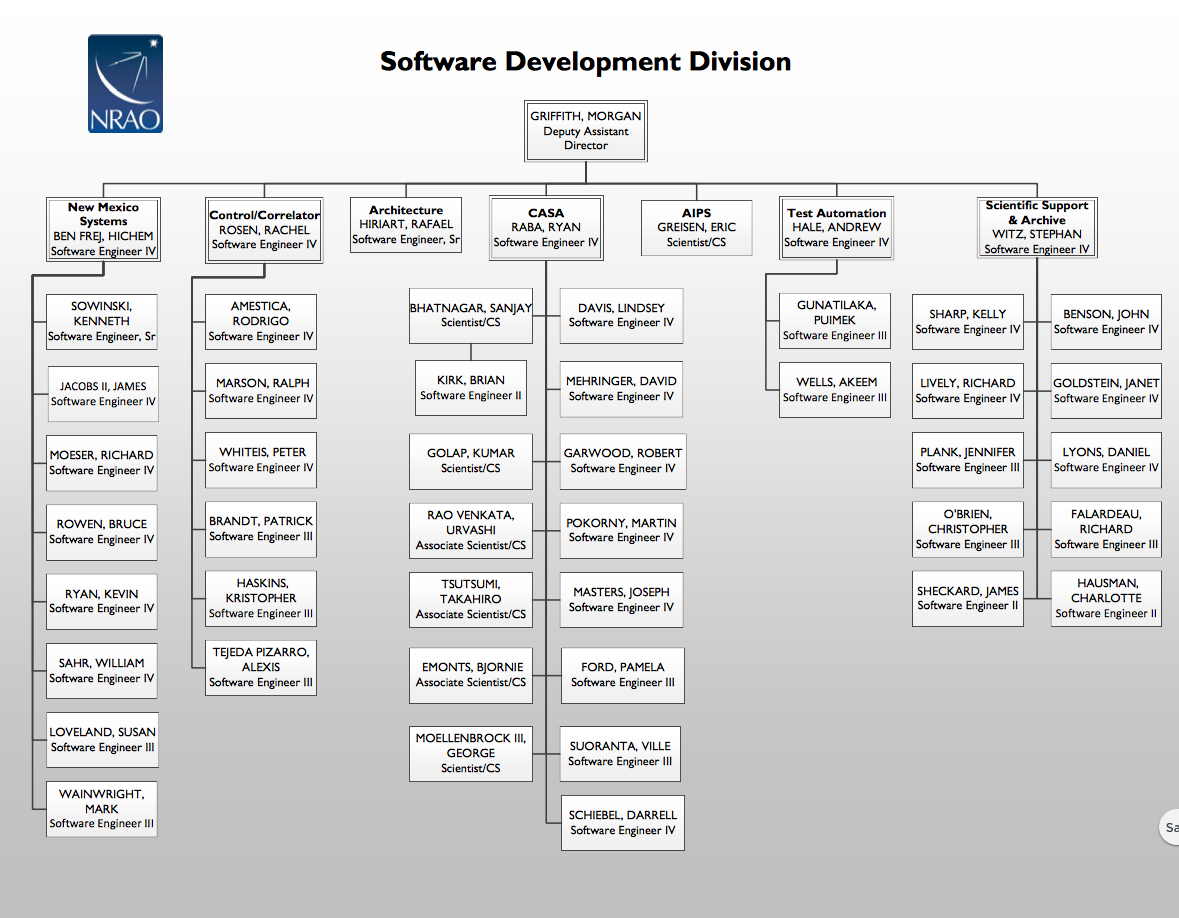 NRAO
Software Development Division
GRIFFITH, MORGAN
Deputy Assistant
Director
New Mexico
Systems
BEN FREJ, HICHEM
Software Engineer IV
Control/Correlator
ROSEN, RACHEL
Software Engineer IV
Architecture
HIRIART, RAFAEL
Software Engineer, Sr
CASA
RABA, RYAN
Software Engineer IV
AIPS
GREISEN, ERIC
Scientist/CS
Test Automation
HALE, ANDREW
Software Engineer IV
Scientific Support
& Archive
WITZ, STEPHAN
Software Engineer IV
SOWINSKI,
KENNETH
Software Engineer, Sr
JACOBS II, JAMES
Software Engineer IV
MOESER, RICHARD
Software Engineer IV
ROWEN, BRUCE
Software Engineer IV
RYAN, KEVIN
Software Engineer IV
SAHR, WILLIAM
Software Engineer IV
LOVELAND, SUSAN
Software Engineer III
WAINWRIGHT,
MARK
Software Engineer III
AMESTICA,
RODRIGO
Software Engineer IV
MARSON, RALPH
Software Engineer IV
WHITEIS, PETER
Software Engineer IV
BRANDT, PATRICK
Software Engineer III
HASKINS,
KRISTOPHER
Software Engineer III
TEJEDA PIZARRO,
ALEXIS
Software Engineer III
BHATNAGAR, SANJAY
Scientist/CS
KIRK, BRIAN
Software Engineer II
GOLAP, KUMAR
Scientist/CS
RAO VENKATA,
URVASHI
Associate Scientist/CS
TSUTSUMI,
TAKAHIRO
Associate Scientist/CS
EMONTS, BJORNIE
Associate Scientist/CS
MOELLENBROCK III,
GEORGE
Scientist/CS
DAVIS, LINDSEY
Software Engineer IV
MEHRINGER, DAVID
Software Engineer IV
GARWOOD, ROBERT
Software Engineer IV
POKORNY, MARTIN
Software Engineer IV
MASTERS, JOSEPH
Software Engineer IV
FORD, PAMELA
Software Engineer III
SUORANTA, VILLE
Software Engineer III
SCHIEBEL, DARRELL
Software Engineer IV
GUNATILAKA,
PUIMEK
Software Engineer III
WELLS, AKEEM
Software Engineer III
SHARP, KELLY
Software Engineer IV
LIVELY, RICHARD
Software Engineer IV
PLANK, JENNIFER
Software Engineer III
O'BRIEN,
CHRISTOPHER
Software Engineer III
SHECKARD, JAMES
Software Engineer II
BENSON, JOHN
Software Engineer IV
GOLDSTEIN, JANET
Software Engineer IV
LYONS, DANIEL
Software Engineer IV
FALARDEAU,
RICHARD
Software Engineer III
HAUSMAN,
CHARLOTTE
Software Engineer II
Sa